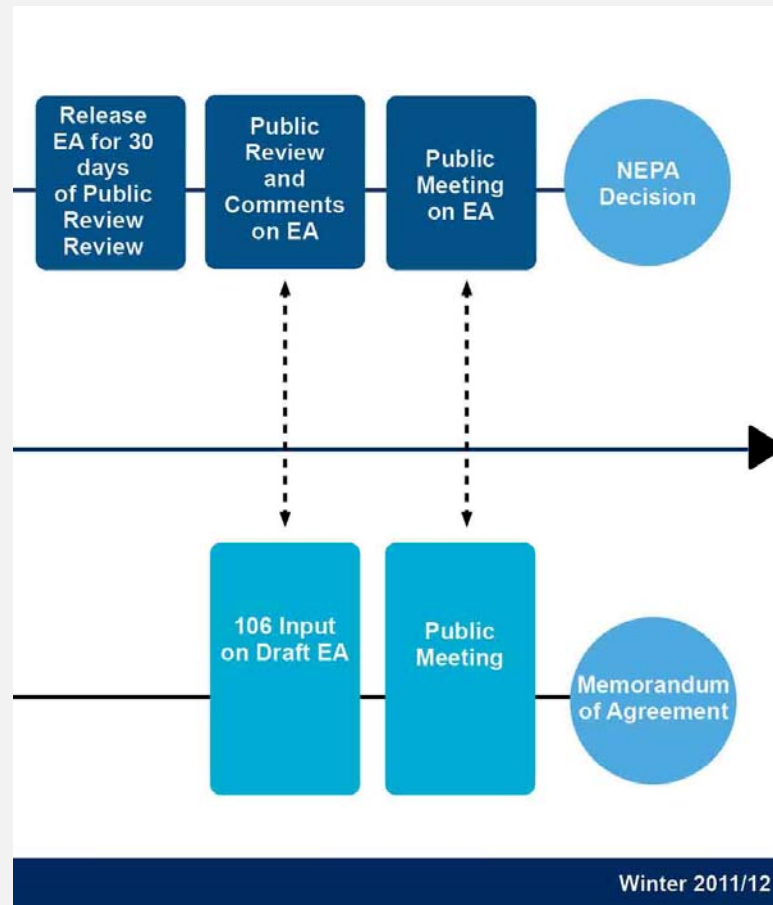 Release
EA for 30
days
of Public
Review
Review
Public
Review
and
Comments
on EA
Public
Meeting
on EA
NEPA
Decision
106 Input
on Draft EA
Public
Meeting
Memorandum
of Agreement
Winter 2011/12